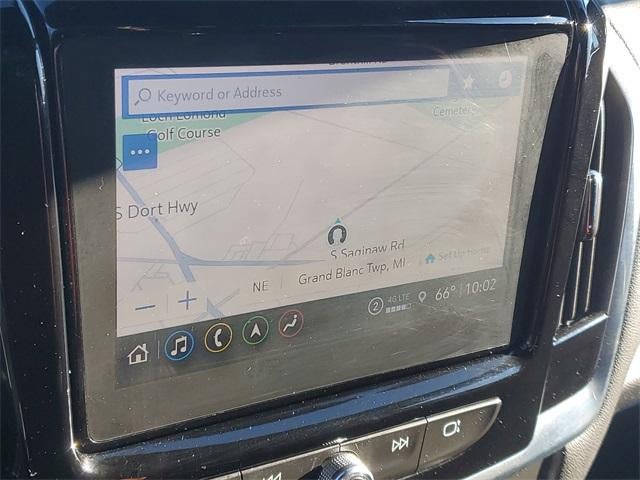 Keyword or Address
Loch Lomond
Golf Course
Cemetery
S Dort Hwy
S Saginaw Rd
Set Up Home
NE
Grand Blanc Twp, MI
2
4G LTE
66°
10:02